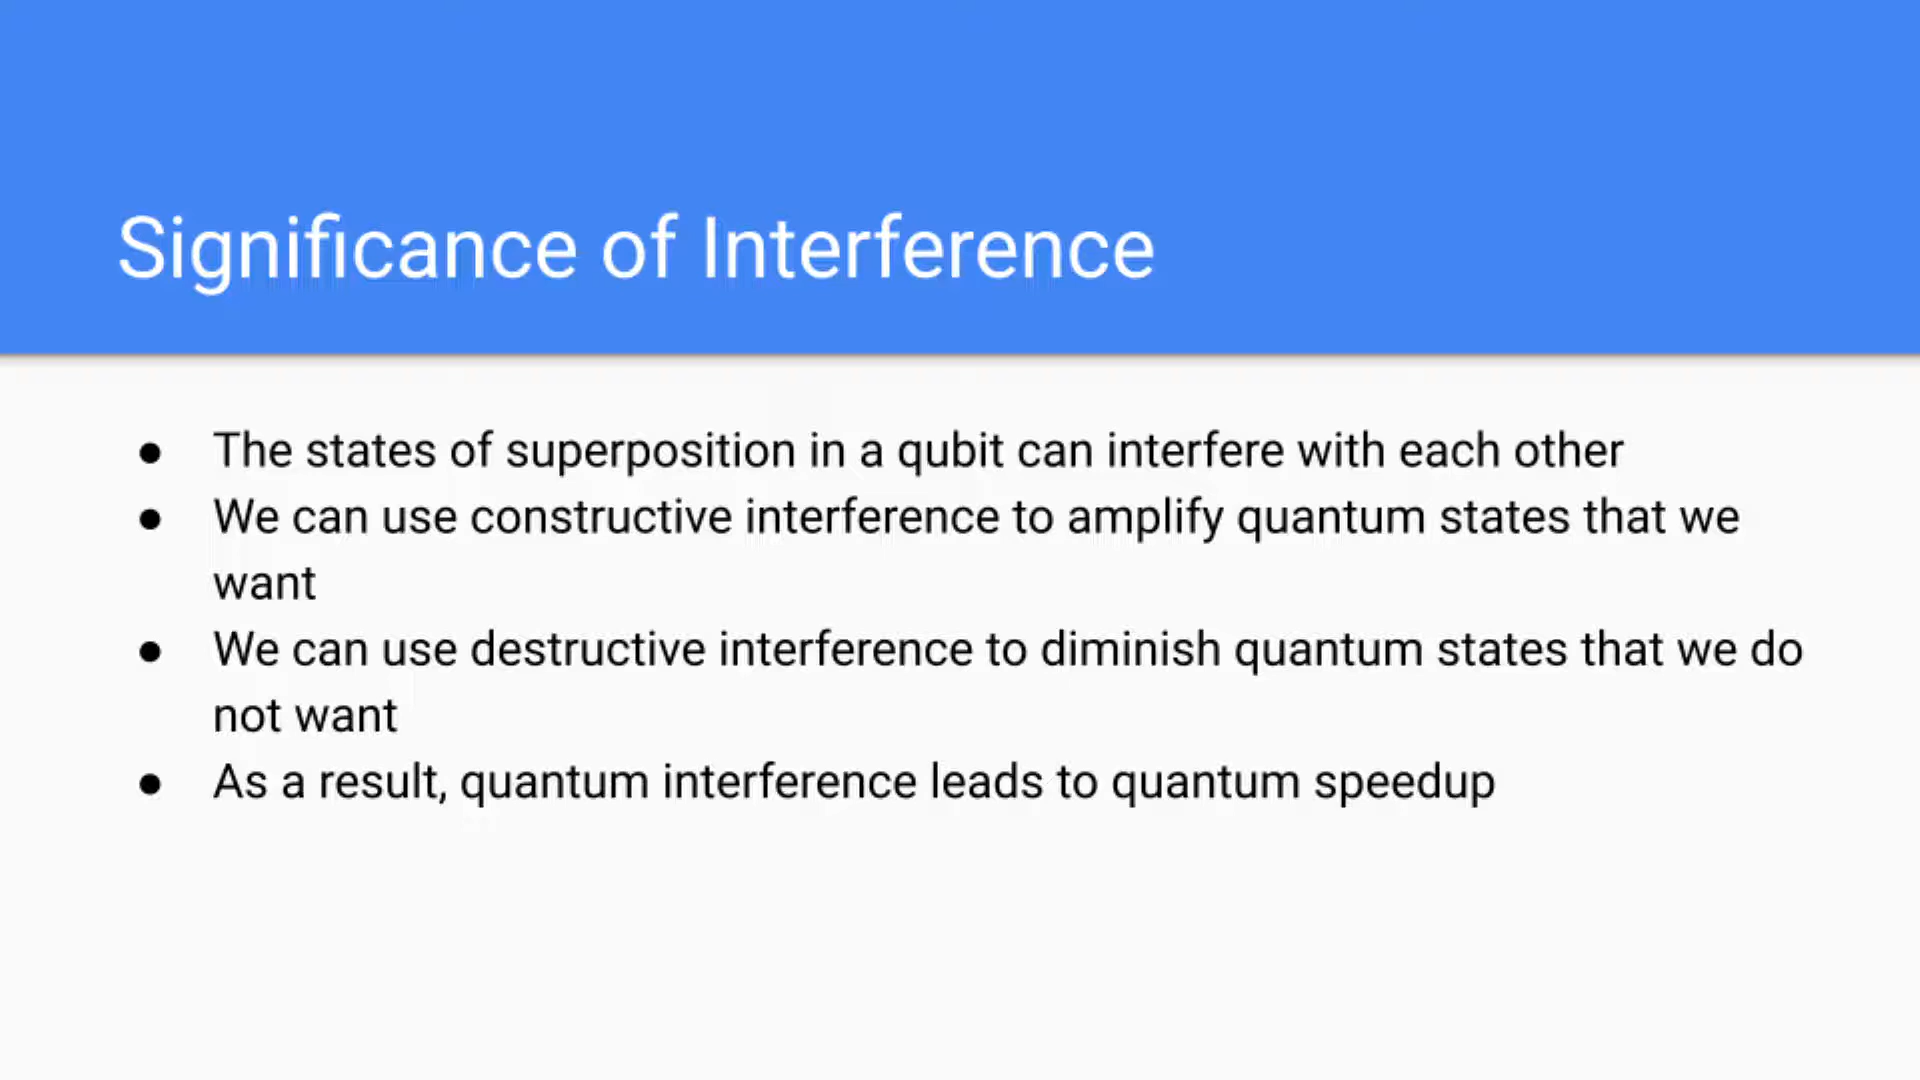 Significance of Interference
● The states of superposition in a qubit can interfere with each other
● We can use constructive interference to amplify quantum states that we
want
● We can use destructive interference to diminish quantum states that we do
not want
● As a result, quantum interference leads to quantum speedup